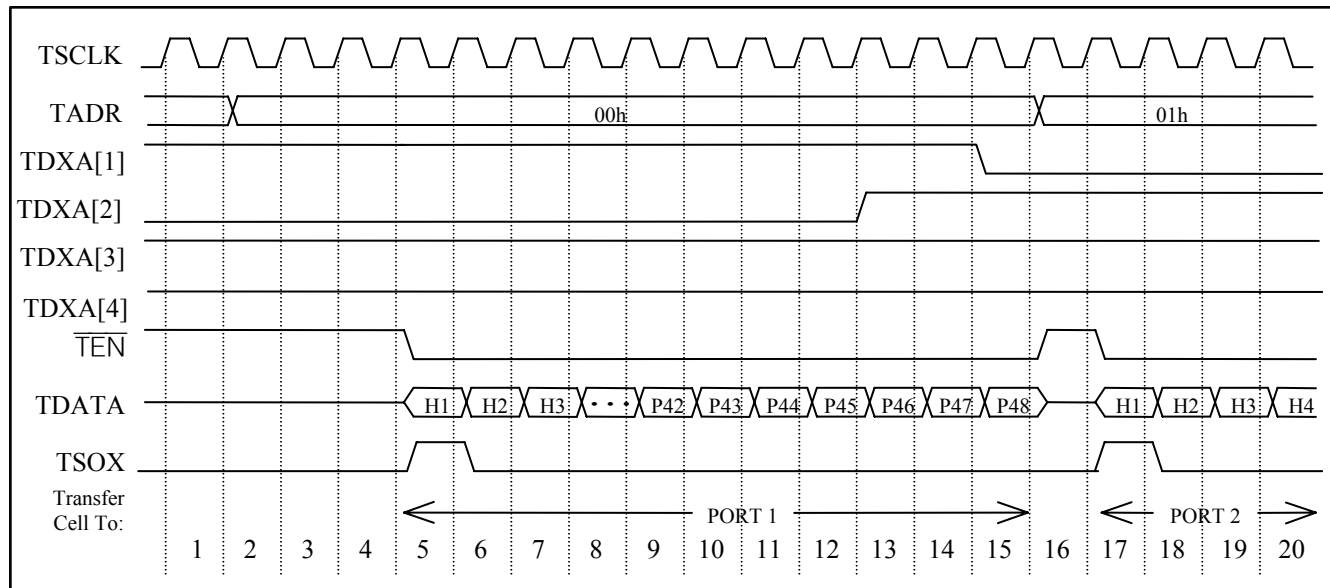 TSCLK
TADR 00h 01h
TDXA[1]
TDXA[2]
TDXA[3]
TDXA[4]
TEN
TDATA H1 H2 H3 ... P42 P43 P44 P45 P46 P47 P48 H1 H2 H3 H4
TSOX
Transfer
Cell To: PORT 1 PORT 2
1 2 3 4 5 6 7 8 9 10 11 12 13 14 15 16 17 18 19 20